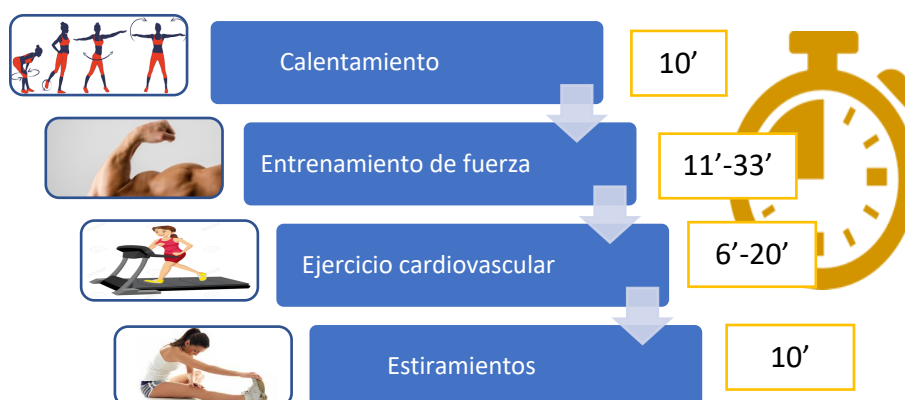 Calentamiento
10’
Entrenamiento de fuerza
11’-33’
Ejercicio cardiovascular
6’-20’
Estiramientos
10’